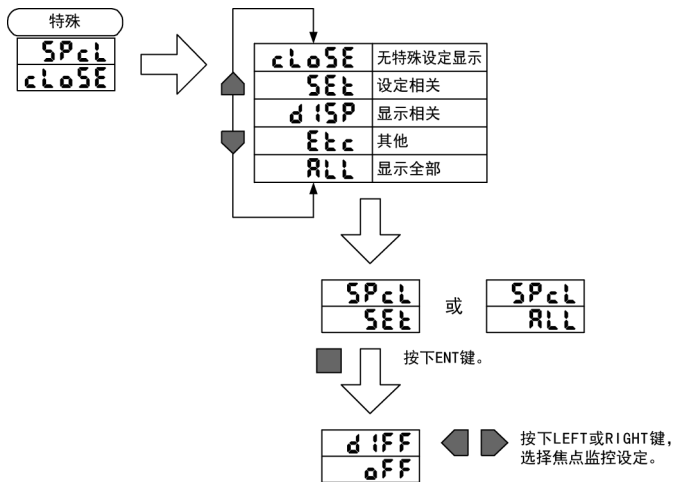 特殊
SPcL
cLoSE
cLoSE 无特殊设定显示
SEt 设定相关
dISP 显示相关
Etc 其他
ALL 显示全部
SPcL
SEt
或
SPcL
ALL
按下ENT键。
dIFF
oFF
按下LEFT或RIGHT键，
选择焦点监控设定。